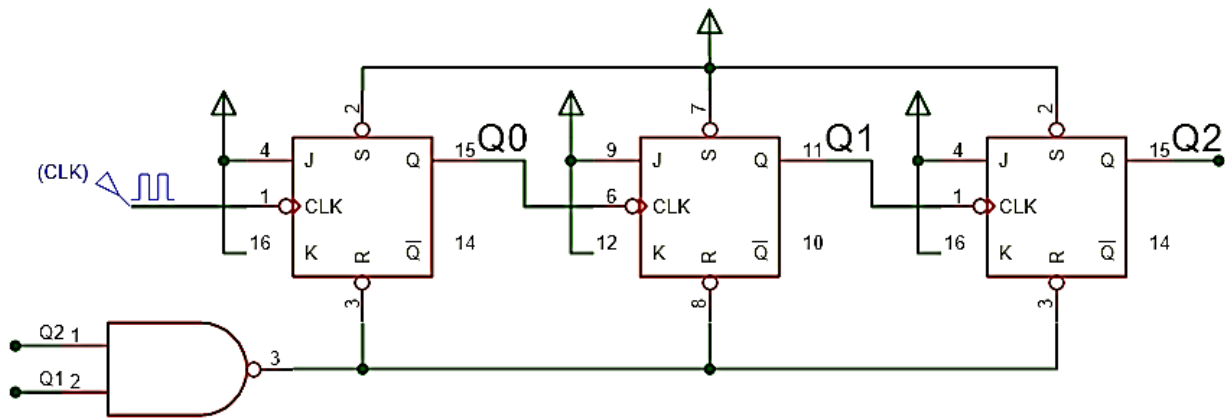 2 7 2
Q0 Q1 Q2
4 J S Q 15 9 J S Q 11 4 J S Q 15
(CLK)
1 CLK 6 CLK 1 CLK
16 K R Q̅ 14 12 K R Q̅ 10 16 K R Q̅ 14
3 8 3
Q2 1
3
Q1 2